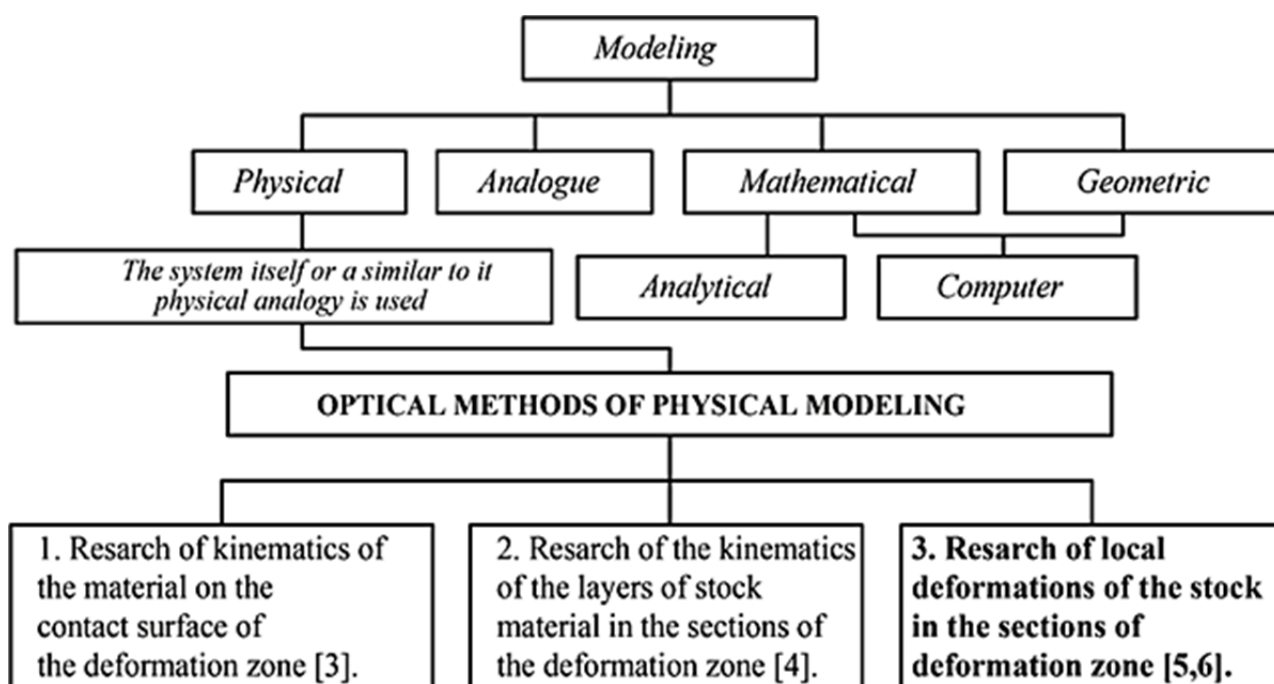 Modeling
Physical
Analogue
Mathematical
Geometric
The system itself or a similar to it
physical analogy is used
Analytical
Computer
OPTICAL METHODS OF PHYSICAL MODELING
1. Resarch of kinematics of
the material on the
contact surface of
the deformation zone [3].
2. Resarch of the kinematics
of the layers of stock
material in the sections of
the deformation zone [4].
3. Resarch of local
deformations of the stock
in the sections of
deformation zone [5,6].